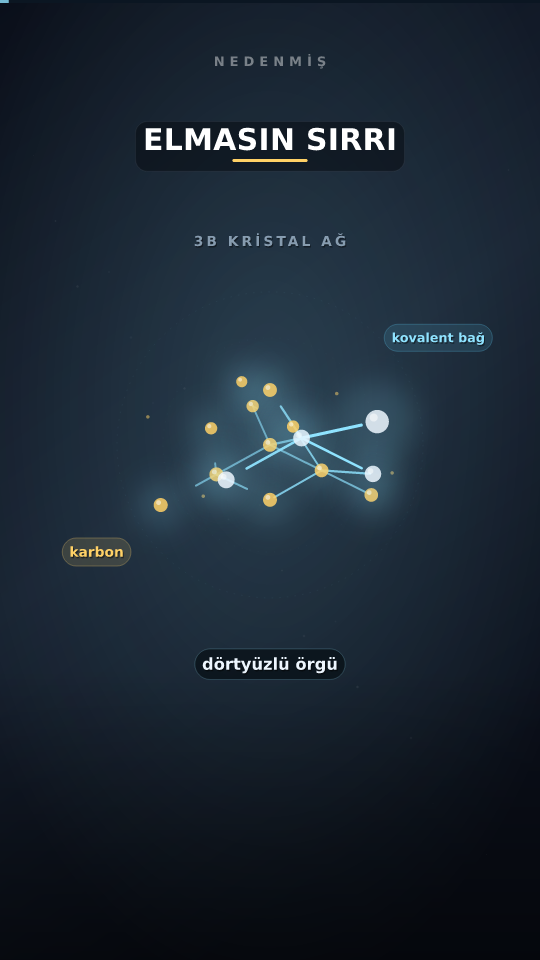 NEDENMİŞ
ELMASIN SIRRI
3B KRİSTAL AĞ
kovalent bağ
karbon
dörtyüzlü örgü